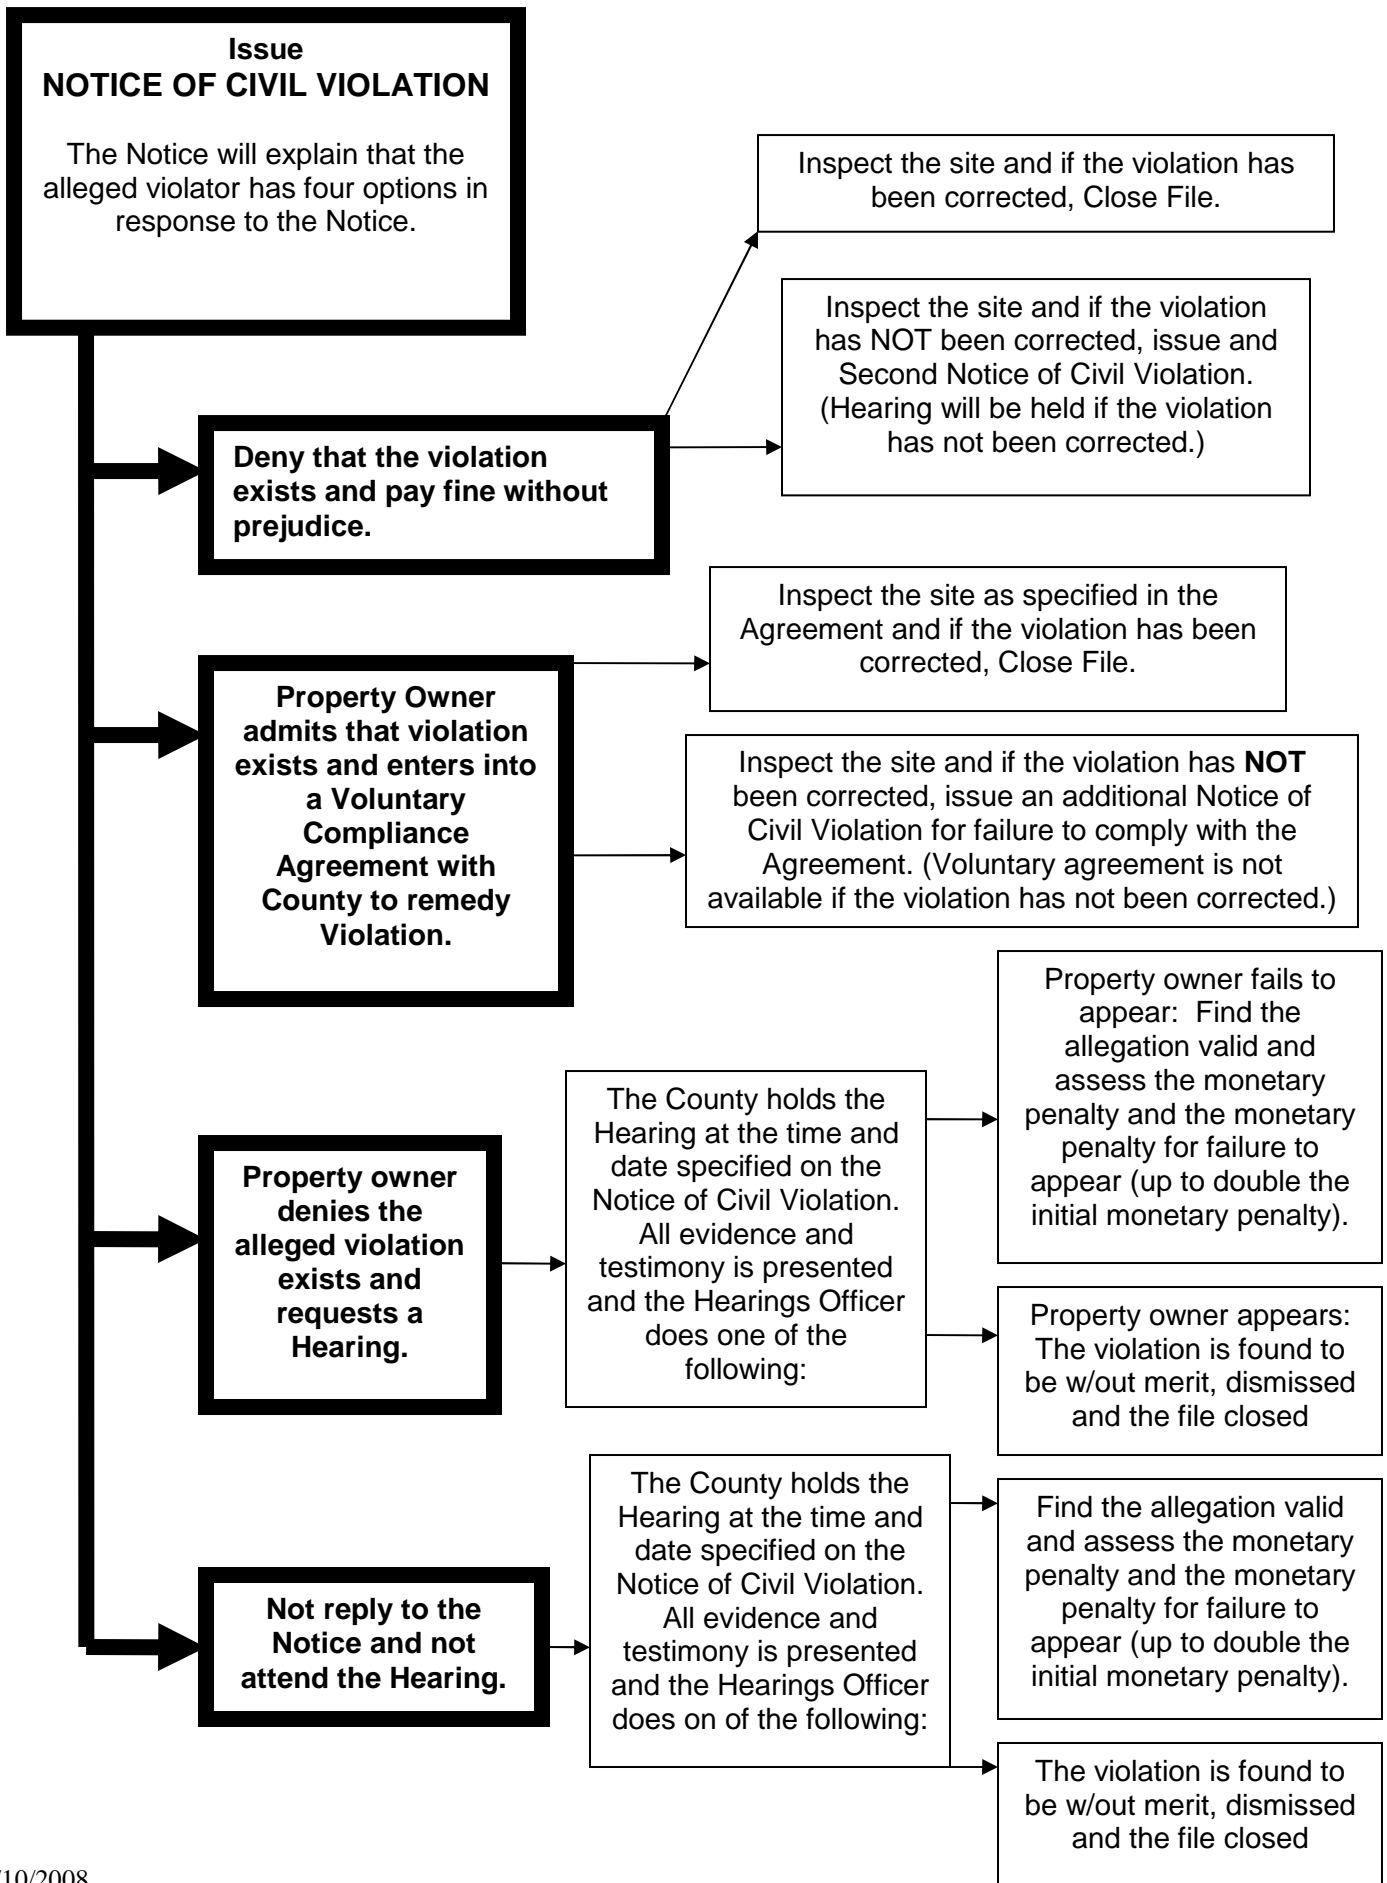 Issue
NOTICE OF CIVIL VIOLATION
The Notice will explain that the
alleged violator has four options in
response to the Notice.
Inspect the site and if the violation has
been corrected, Close File.
Inspect the site and if the violation
has NOT been corrected, issue and
Second Notice of Civil Violation.
(Hearing will be held if the violation
has not been corrected.)
Deny that the violation
exists and pay fine without
prejudice.
Inspect the site as specified in the
Agreement and if the violation has been
corrected, Close File.
Property Owner
admits that violation
exists and enters into
a Voluntary
Compliance
Agreement with
County to remedy
Violation.
Inspect the site and if the violation has NOT
been corrected, issue an additional Notice of
Civil Violation for failure to comply with the
Agreement. (Voluntary agreement is not
available if the violation has not been corrected.)
Property owner
denies the
alleged violation
exists and
requests a
Hearing.
The County holds the
Hearing at the time and
date specified on the
Notice of Civil Violation.
All evidence and
testimony is presented
and the Hearings Officer
does one of the
following:
Property owner fails to
appear:  Find the
allegation valid and
assess the monetary
penalty and the monetary
penalty for failure to
appear (up to double the
initial monetary penalty).
Property owner appears:
The violation is found to
be w/out merit, dismissed
and the file closed
Not reply to the
Notice and not
attend the Hearing.
The County holds the
Hearing at the time and
date specified on the
Notice of Civil Violation.
All evidence and
testimony is presented
and the Hearings Officer
does on of the following:
Find the allegation valid
and assess the monetary
penalty and the monetary
penalty for failure to
appear (up to double the
initial monetary penalty).
The violation is found to
be w/out merit, dismissed
and the file closed
/10/2008